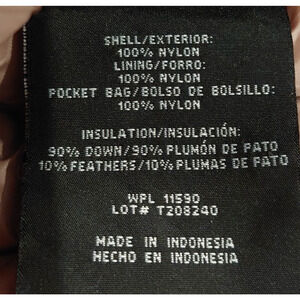 SHELL/EXTERIOR:
100% NYLON
LINING/FORRO:
100% NYLON
POCKET BAG/BOLSO DE BOLSILLO:
100% NYLON
INSULATION/INSULACIÓN:
90% DOWN/90% PLUMÓN DE PATO
10% FEATHERS/10% PLUMAS DE PATO
WPL 11590
LOT# T208240
MADE IN INDONESIA
HECHO EN INDONESIA